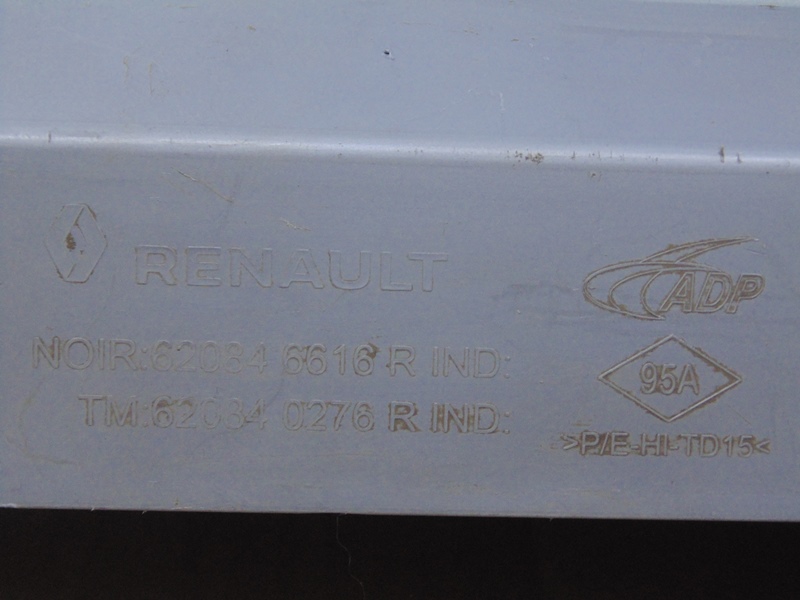 RENAULT
NOIR:62084 6616 R IND:
TM:62084 0276 R IND:
ADP
95A
>P/E-HI-TD15<